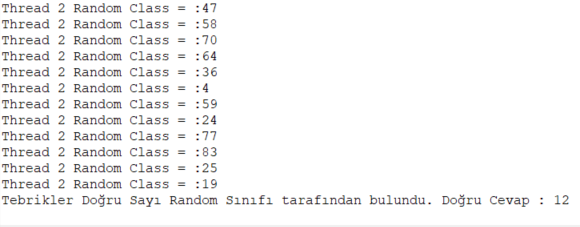 Thread 2 Random Class = :47
Thread 2 Random Class = :58
Thread 2 Random Class = :70
Thread 2 Random Class = :64
Thread 2 Random Class = :36
Thread 2 Random Class = :4
Thread 2 Random Class = :59
Thread 2 Random Class = :24
Thread 2 Random Class = :77
Thread 2 Random Class = :83
Thread 2 Random Class = :25
Thread 2 Random Class = :19
Tebrikler Doğru Sayı Random Sınıfı tarafından bulundu. Doğru Cevap : 12